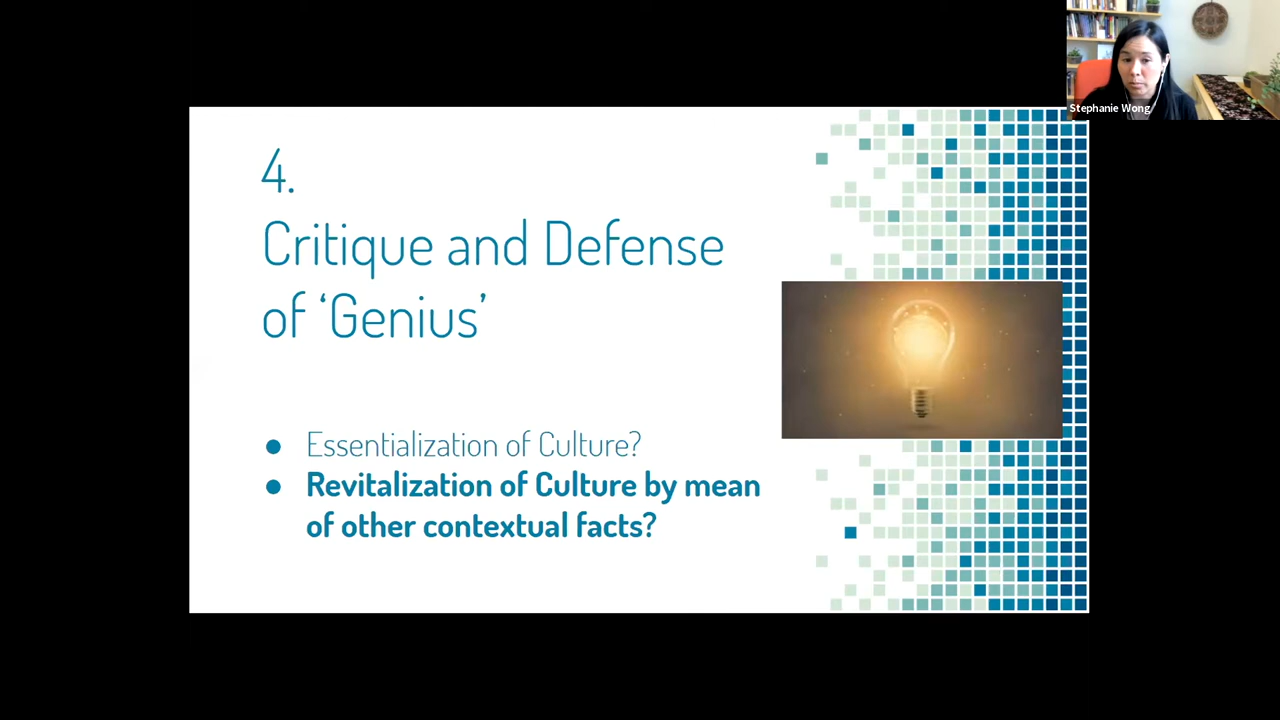 Stephanie Wong
4.
Critique and Defense
of ‘Genius’
● Essentialization of Culture?
● Revitalization of Culture by mean
of other contextual facts?